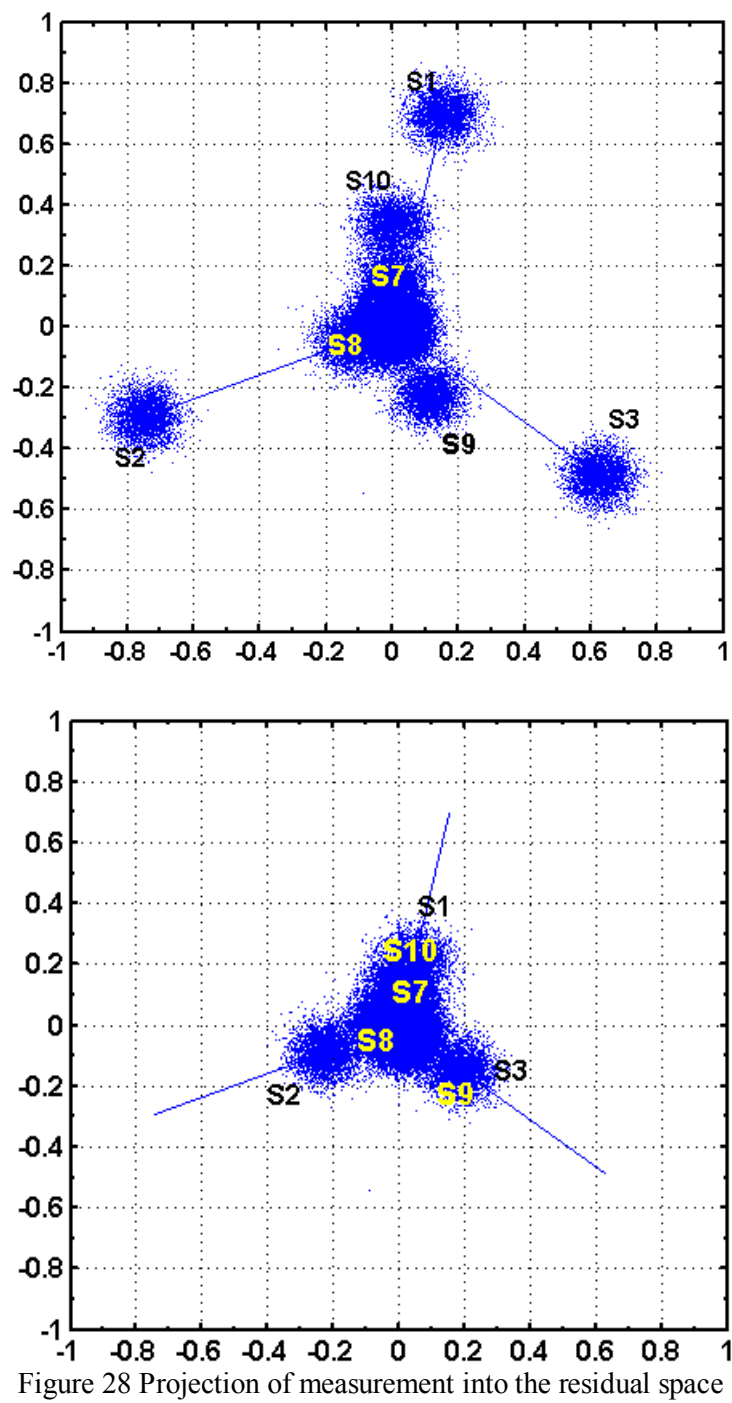 1
S1
0.8
0.6
S10
0.4
0.2
S7
0
S8
-0.2
S9
S3
-0.4
S2
-0.6
-0.8
-1
-1 -0.8 -0.6 -0.4 -0.2 0 0.2 0.4 0.6 0.8 1
1
0.8
0.6
0.4
S1
S10
0.2
S7
0
S8
S3
-0.2
S2
S9
-0.4
-0.6
-0.8
-1
-1 -0.8 -0.6 -0.4 -0.2 0 0.2 0.4 0.6 0.8 1
Figure 28 Projection of measurement into the residual space